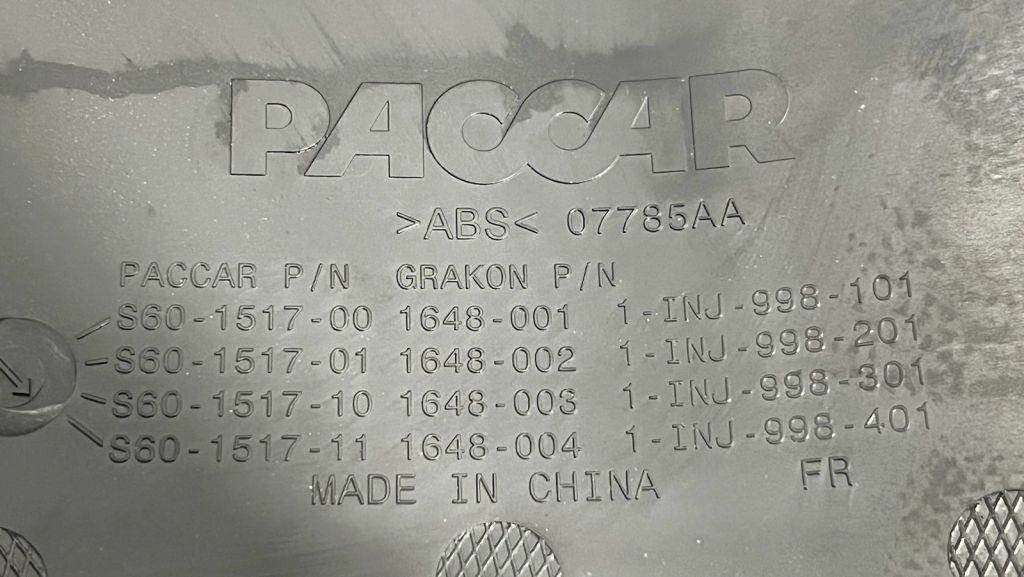 PACCAR
>ABS< 07785AA
PACCAR P/N GRAKON P/N
S60-1517-00 1648-001 1-INJ-998-101
S60-1517-01 1648-002 1-INJ-998-201
S60-1517-10 1648-003 1-INJ-998-301
S60-1517-11 1648-004 1-INJ-998-401
MADE IN CHINA FR